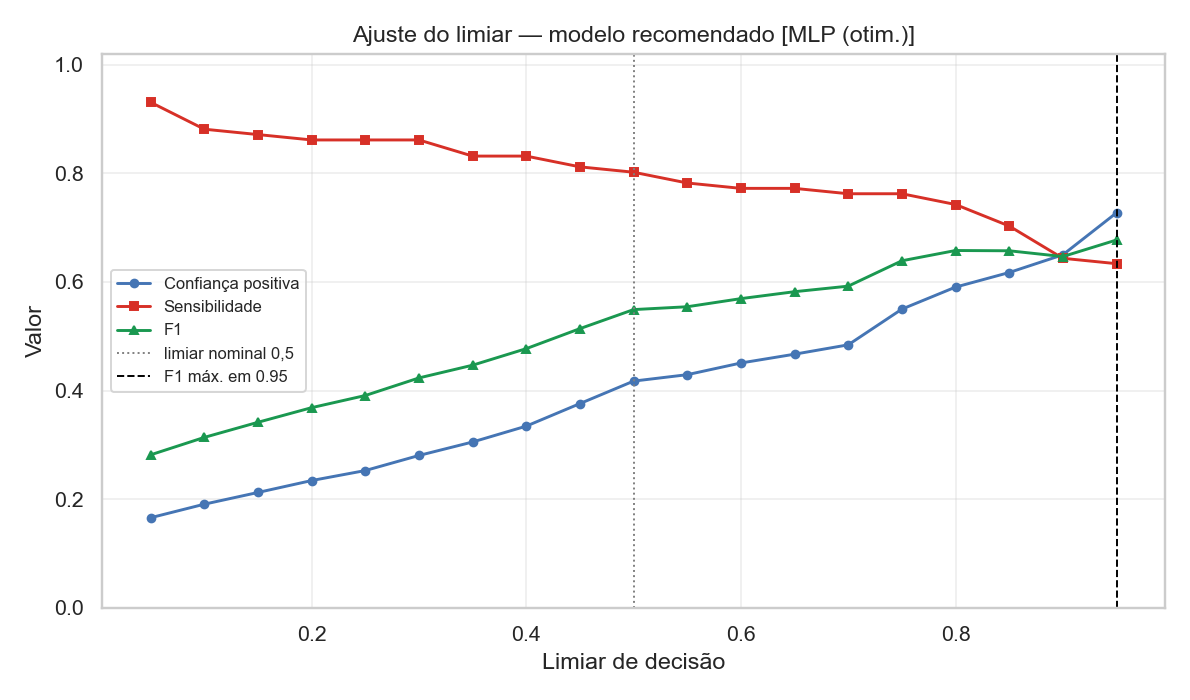 Ajuste do limiar — modelo recomendado [MLP (otim.)]
1.0
0.8
0.6
0.4
0.2
0.0
Valor
Confiança positiva
Sensibilidade
F1
limiar nominal 0,5
F1 máx. em 0.95
0.2
0.4
0.6
0.8
Limiar de decisão